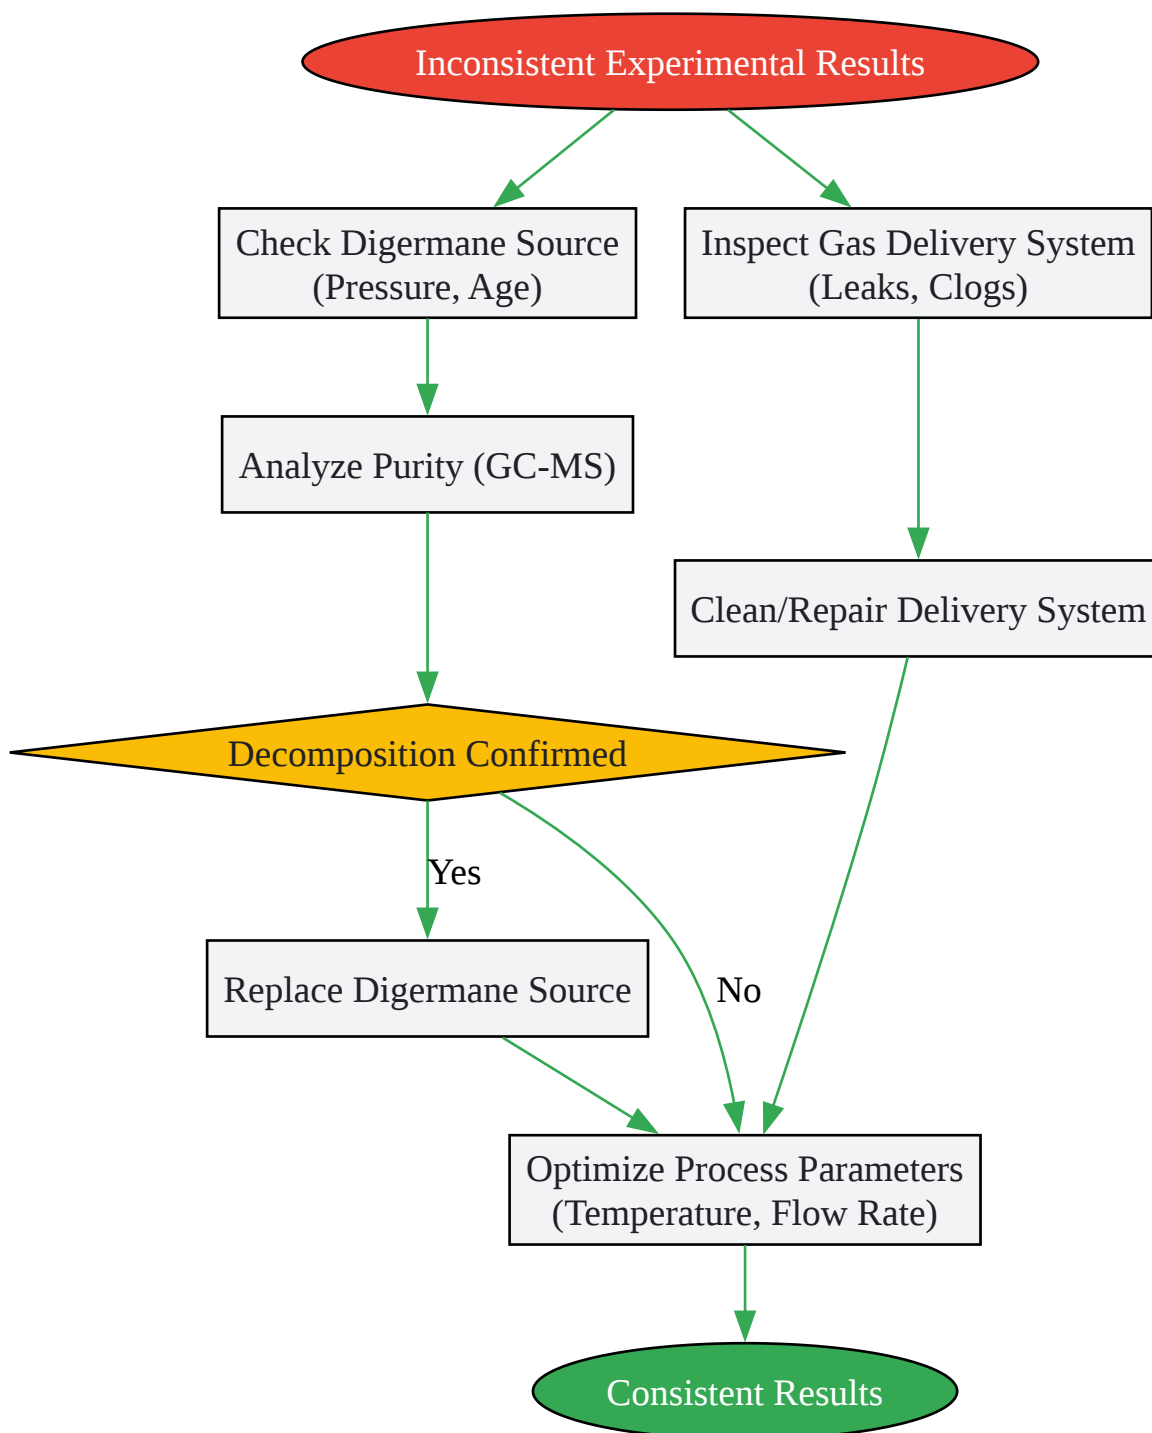 Inconsistent Experimental Results
Check Digermane Source
(Pressure, Age)
Inspect Gas Delivery System
(Leaks, Clogs)
Analyze Purity (GC-MS)
Clean/Repair Delivery System
Decomposition Confirmed
Yes
Replace Digermane Source
No
Optimize Process Parameters
(Temperature, Flow Rate)
Consistent Results